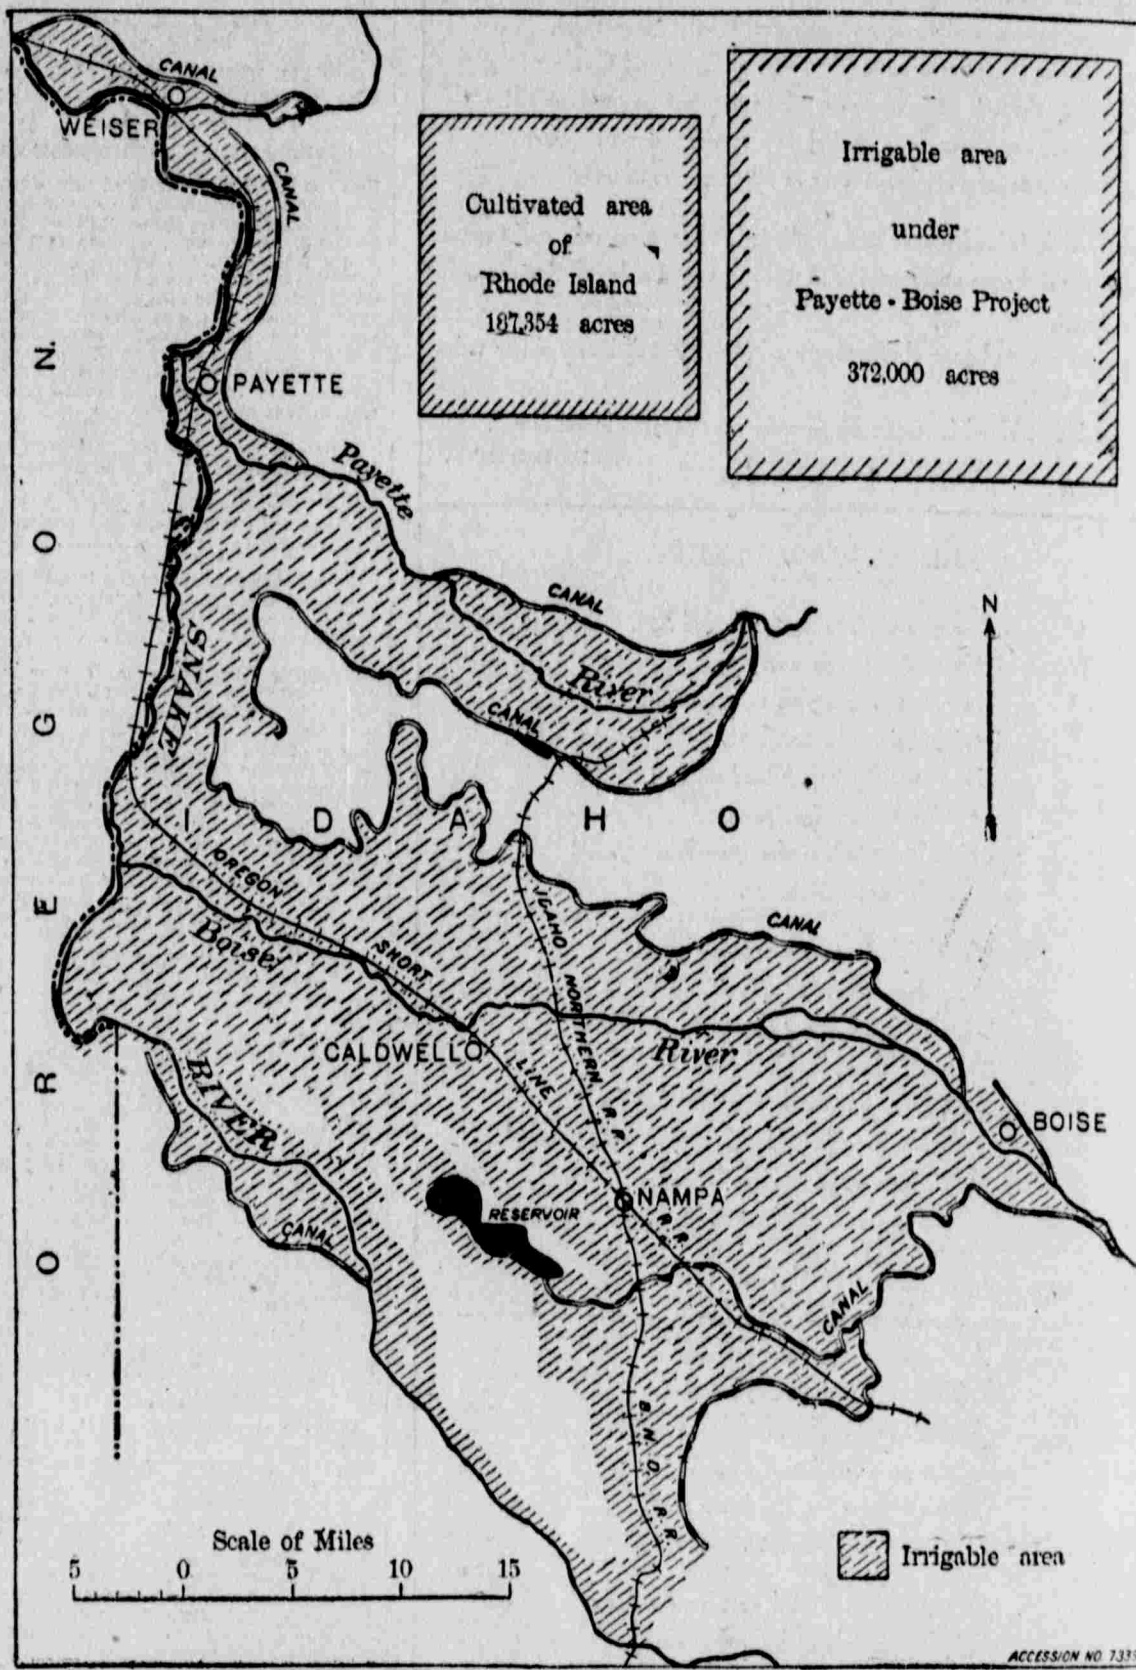 CANAL
WEISER
CANAL
Cultivated area
of
Rhode Island
187,354 acres
Irrigable area
under
Payette - Boise Project
372,000 acres
PAYETTE
Payette
CANAL
River
CANAL
N
SNAKE
OREGON.
IDAHO
OREGON
SHORT
LINE
R. R.
Boise
IDAHO NORTHERN R. R.
CANAL
CALDWELL
River
RIVER
BOISE
NAMPA
RESERVOIR
CANAL
CANAL
B. N. O. R. R.
Scale of Miles
5 0 5 10 15
Irrigable area
ACCESSION NO.